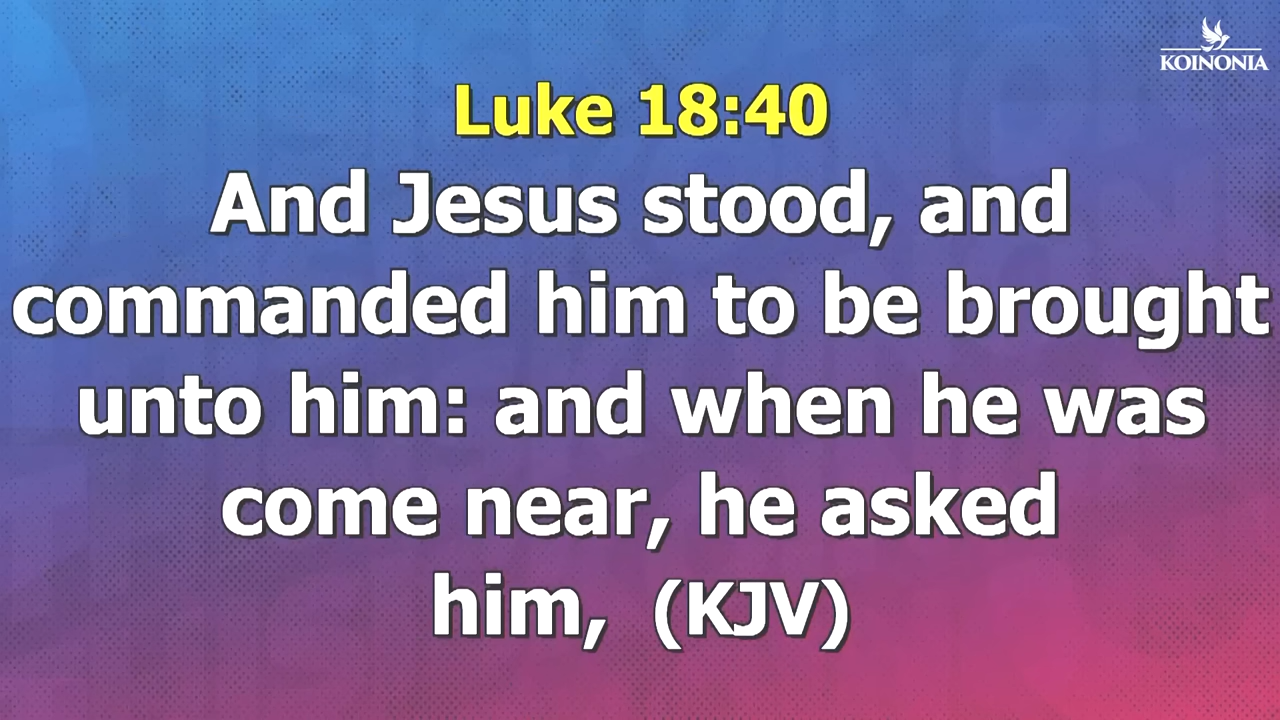 KOINONIA
Luke 18:40
And Jesus stood, and
commanded him to be brought
unto him: and when he was
come near, he asked
him, (KJV)